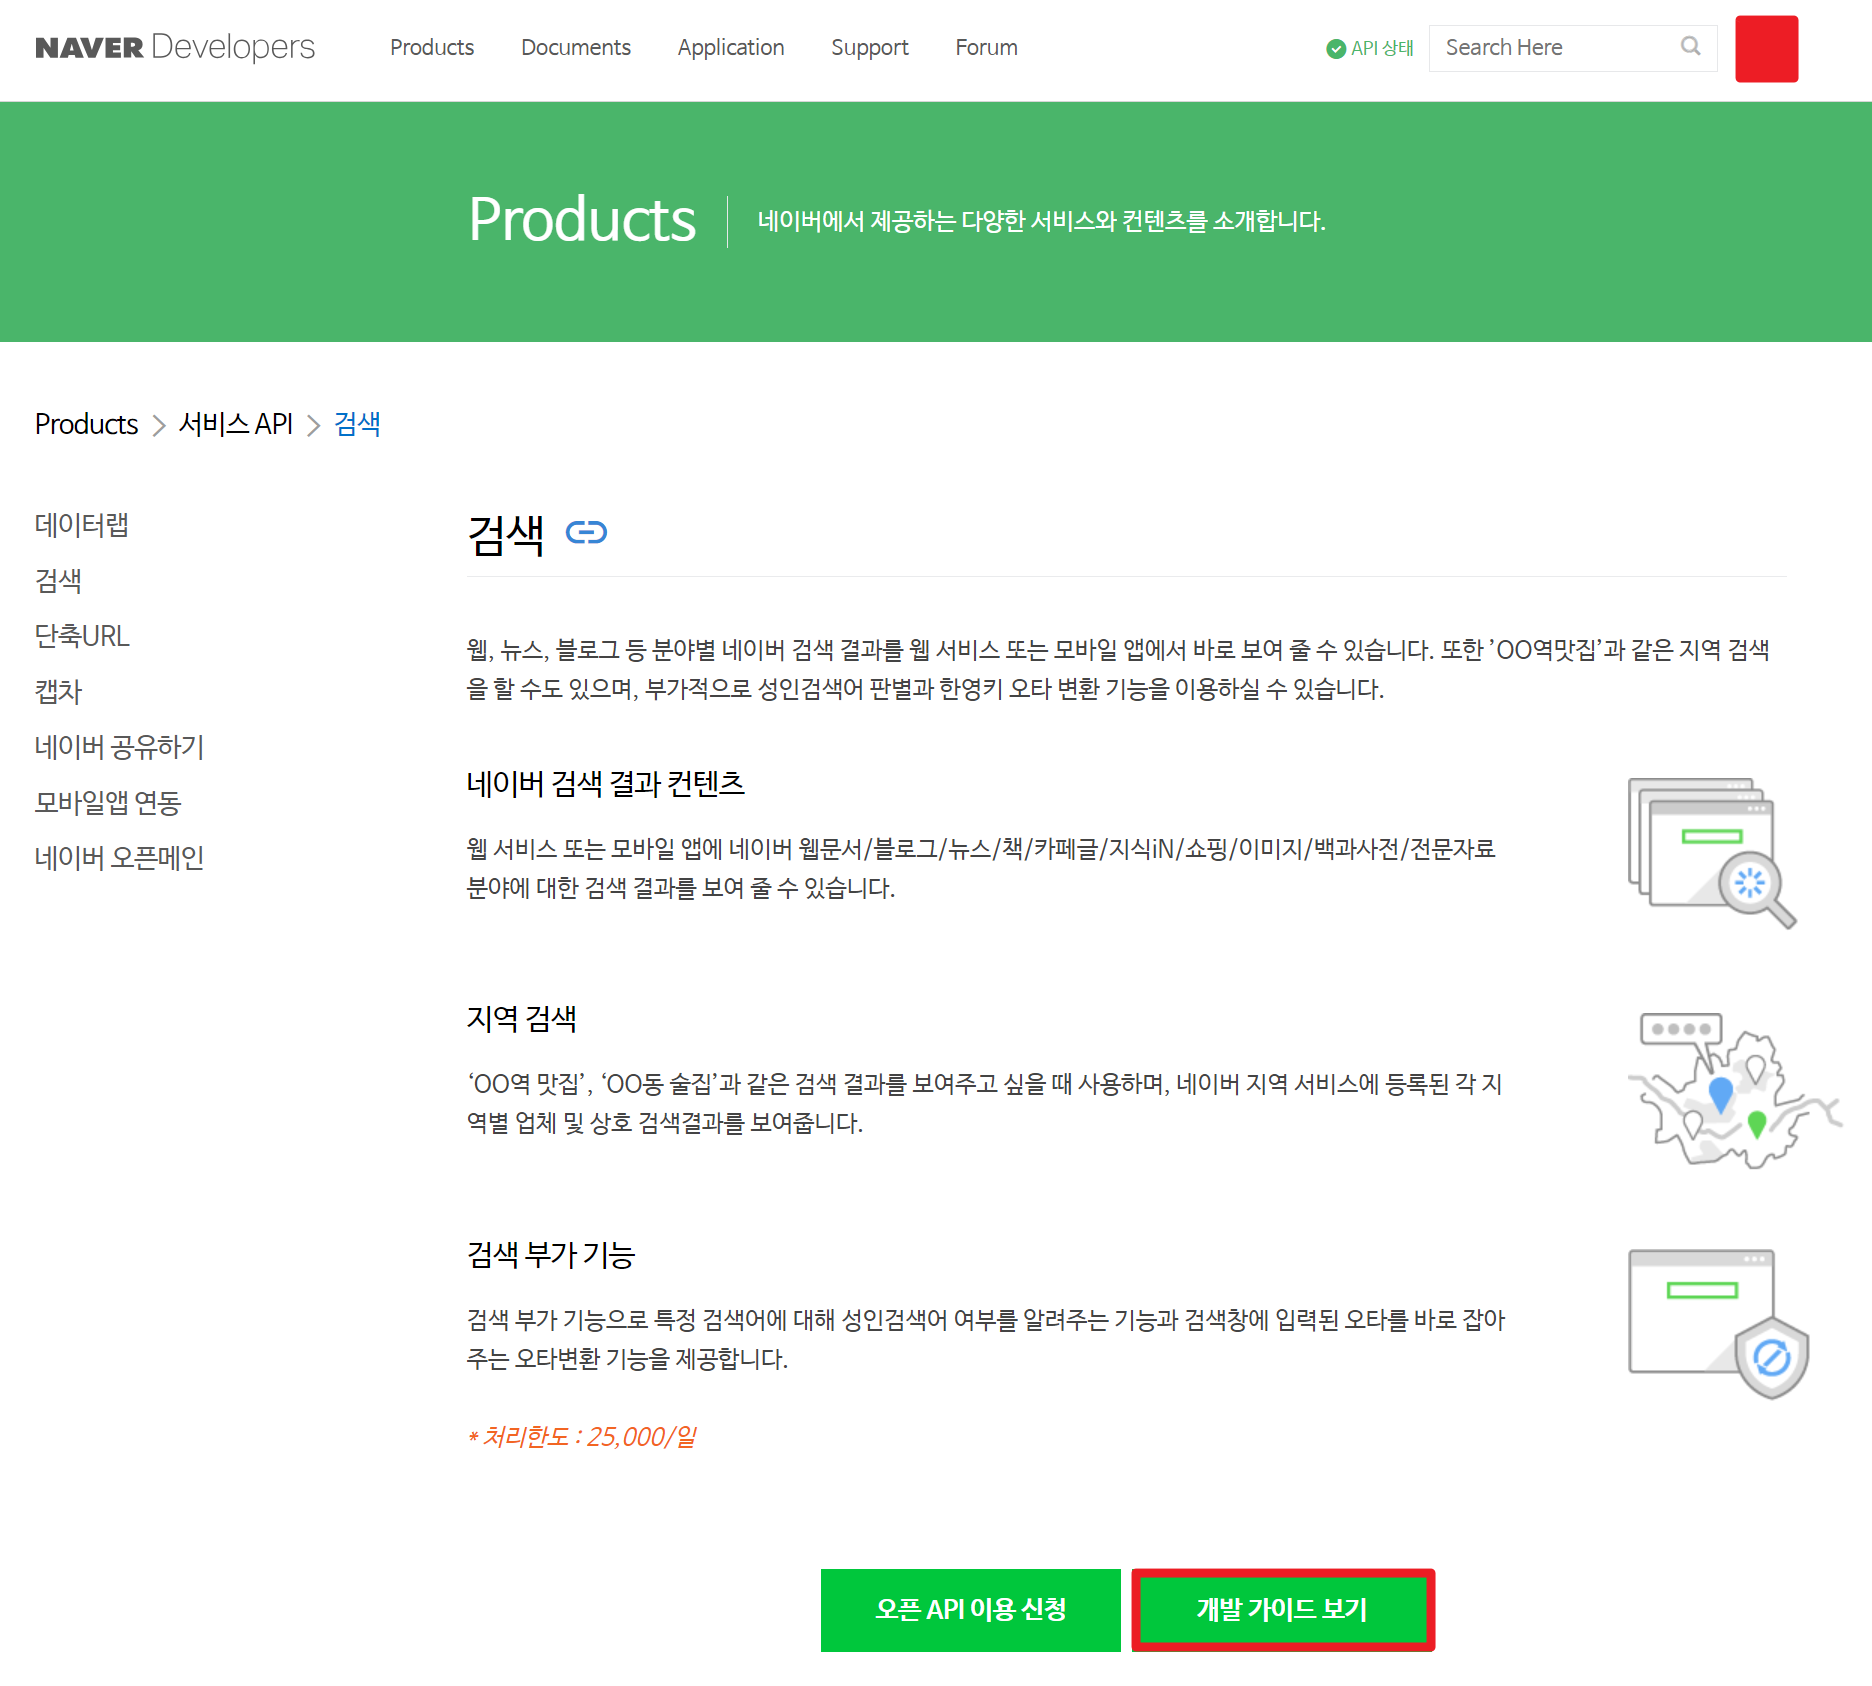 NAVER Developers
Products
Documents
Application
Support
Forum
API 상태
Search Here
Products
네이버에서 제공하는 다양한 서비스와 컨텐츠를 소개합니다.
Products > 서비스 API > 검색
데이터랩
검색
단축URL
캡차
네이버 공유하기
모바일앱 연동
네이버 오픈메인
검색
웹, 뉴스, 블로그 등 분야별 네이버 검색 결과를 웹 서비스 또는 모바일 앱에서 바로 보여 줄 수 있습니다. 또한 ’OO역맛집’과 같은 지역 검색
을 할 수도 있으며, 부가적으로 성인검색어 판별과 한영키 오타 변환 기능을 이용하실 수 있습니다.
네이버 검색 결과 컨텐츠
웹 서비스 또는 모바일 앱에 네이버 웹문서/블로그/뉴스/책/카페글/지식iN/쇼핑/이미지/백과사전/전문자료
분야에 대한 검색 결과를 보여 줄 수 있습니다.
지역 검색
‘OO역 맛집’, ‘OO동 술집’과 같은 검색 결과를 보여주고 싶을 때 사용하며, 네이버 지역 서비스에 등록된 각 지
역별 업체 및 상호 검색결과를 보여줍니다.
검색 부가 기능
검색 부가 기능으로 특정 검색어에 대해 성인검색어 여부를 알려주는 기능과 검색창에 입력된 오타를 바로 잡아
주는 오타변환 기능을 제공합니다.
* 처리한도 : 25,000/일
오픈 API 이용 신청
개발 가이드 보기